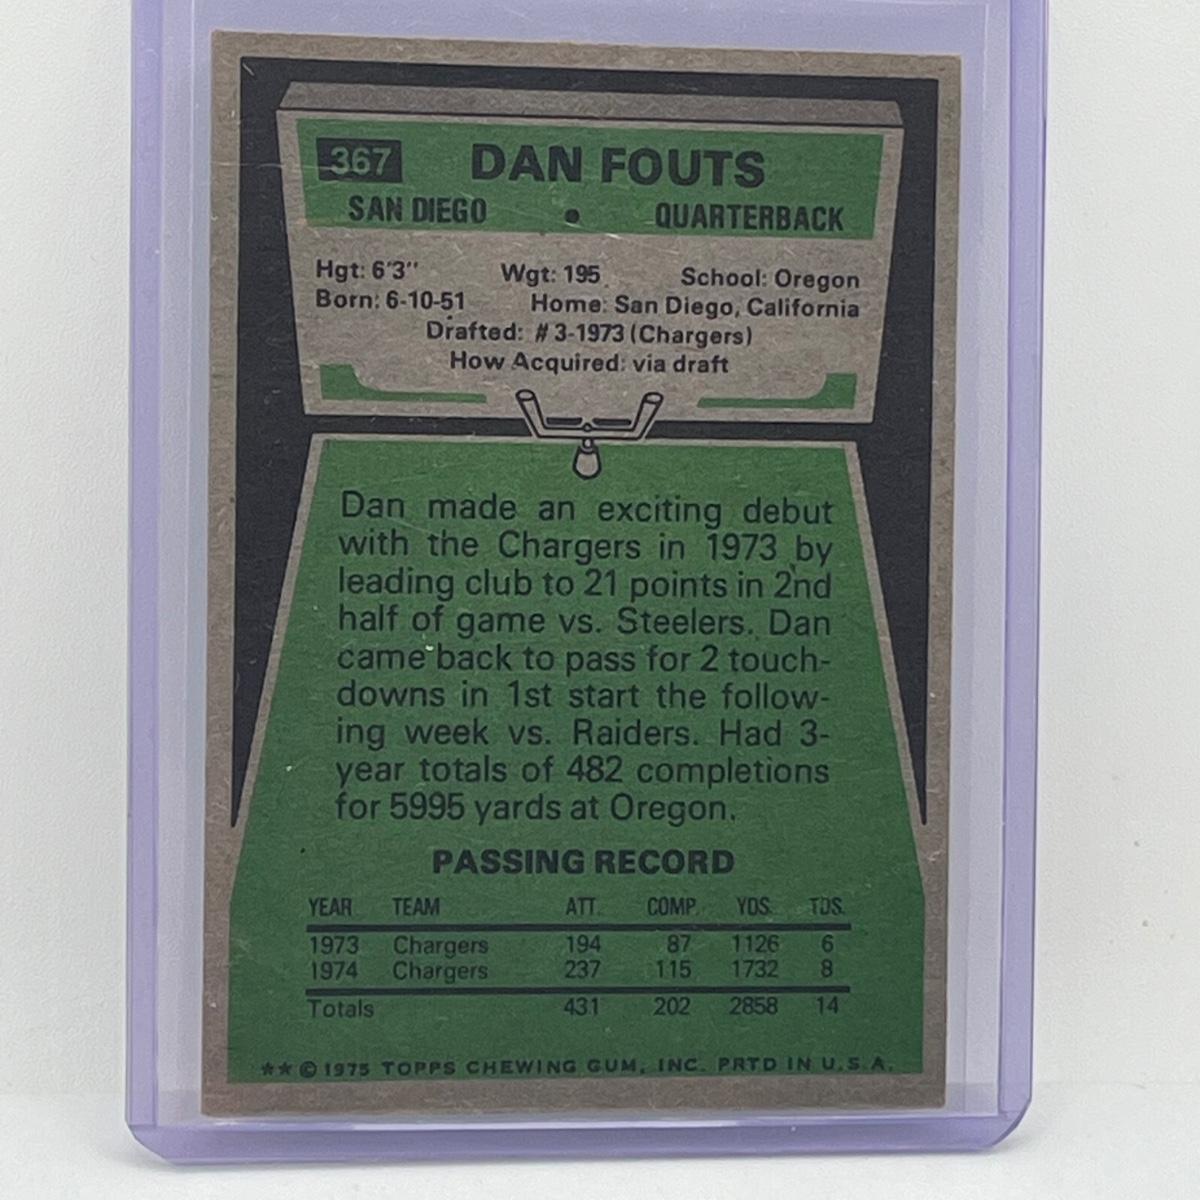 367 DAN FOUTS
SAN DIEGO • QUARTERBACK
Hgt: 6'3" Wgt: 195 School: Oregon
Born: 6-10-51 Home: San Diego, California
Drafted: #3-1973 (Chargers)
How Acquired: via draft
Dan made an exciting debut
with the Chargers in 1973 by
leading club to 21 points in 2nd
half of game vs. Steelers. Dan
came back to pass for 2 touch-
downs in 1st start the follow-
ing week vs. Raiders. Had 3-
year totals of 482 completions
for 5995 yards at Oregon.
PASSING RECORD
YEAR TEAM ATT. COMP. YDS. TDS.
1973 Chargers 194 87 1126 6
1974 Chargers 237 115 1732 8
Totals 431 202 2858 14
**© 1975 TOPPS CHEWING GUM, INC. PRTD IN U.S.A.